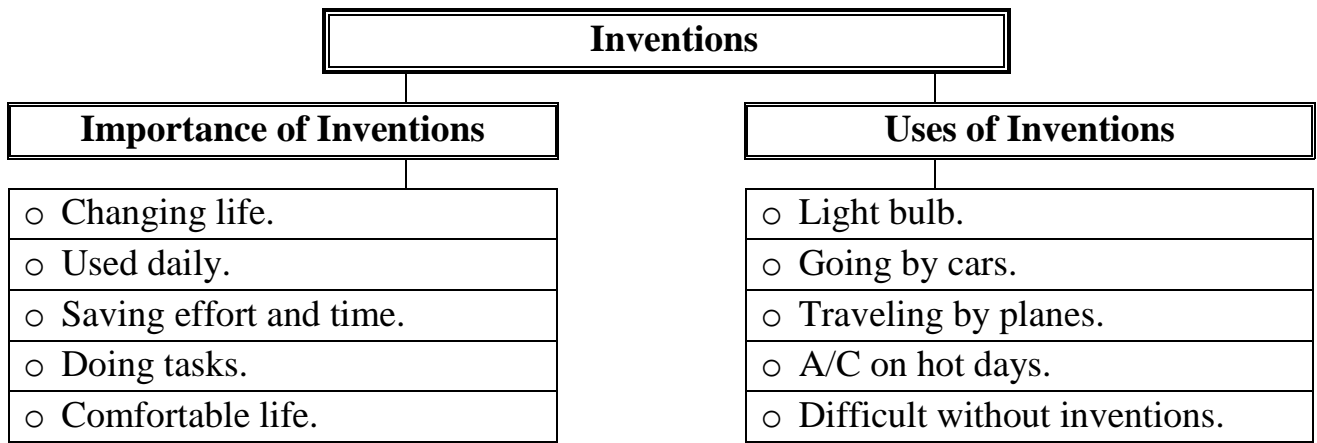 Inventions
Importance of Inventions
o Changing life.
o Used daily.
o Saving effort and time.
o Doing tasks.
o Comfortable life.
Uses of Inventions
o Light bulb.
o Going by cars.
o Traveling by planes.
o A/C on hot days.
o Difficult without inventions.